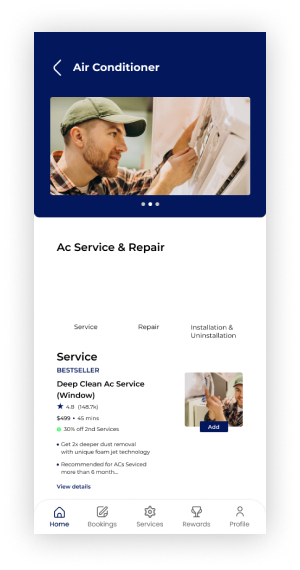 Air Conditioner
Ac Service & Repair
Service
Repair
Installation &
Uninstallation
Service
BESTSELLER
Deep Clean Ac Service
(Window)
4.8 (148.7k)
$499 • 45 mins
30% off 2nd Services
• Get 2x deeper dust removal
with unique foam jet technology
• Recommended for ACs Seviced
more than 6 month...
Add
View details
Home
Bookings
Services
Rewards
Profile